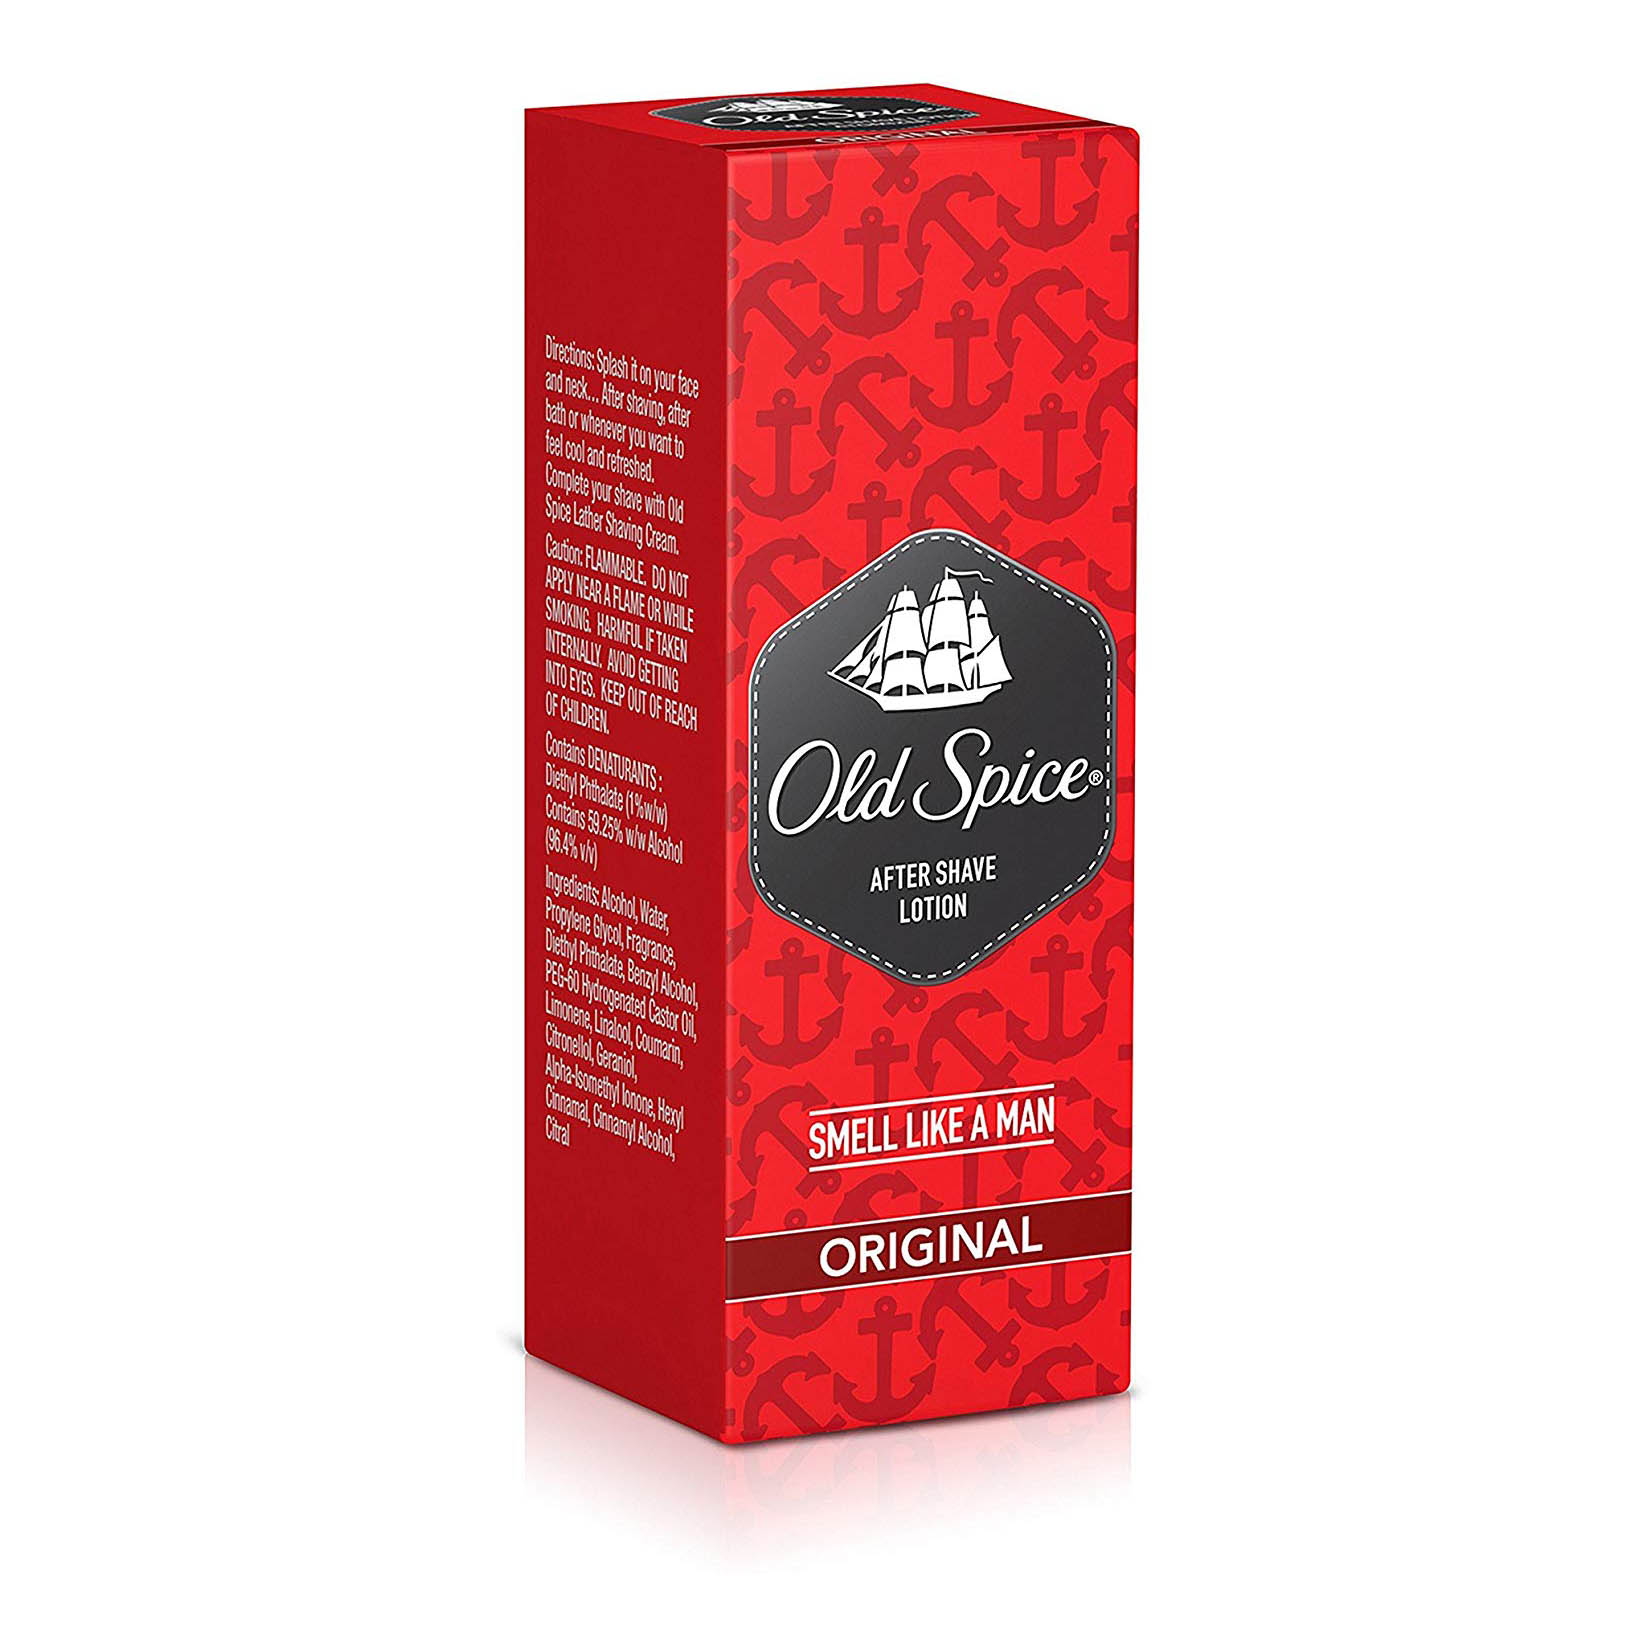 Old Spice
ORIGINAL
Directions: Splash it on your face
and neck... After shaving, after
bath or whenever you want to
feel cool and refreshed.
Complete your shave with Old
Spice Lather Shaving Cream.
Caution: FLAMMABLE. DO NOT
APPLY NEAR A FLAME OR WHILE
SMOKING. HARMFUL IF TAKEN
INTERNALLY. AVOID GETTING
INTO EYES. KEEP OUT OF REACH
OF CHILDREN.
Contains DENATURANTS :
Diethyl Phthalate (1%w/w)
Contains 59.25% w/w Alcohol
(96.4% v/v)
Ingredients: Alcohol, Water,
Propylene Glycol, Fragrance,
Diethyl Phthalate, Benzyl Alcohol,
PEG-60 Hydrogenated Castor Oil,
Limonene, Linalool, Coumarin,
Citronellol, Geraniol,
Alpha-Isomethyl Ionone, Hexyl
Cinnamal, Cinnamyl Alcohol,
Citral
Old Spice®
AFTER SHAVE
LOTION
SMELL LIKE A MAN
ORIGINAL